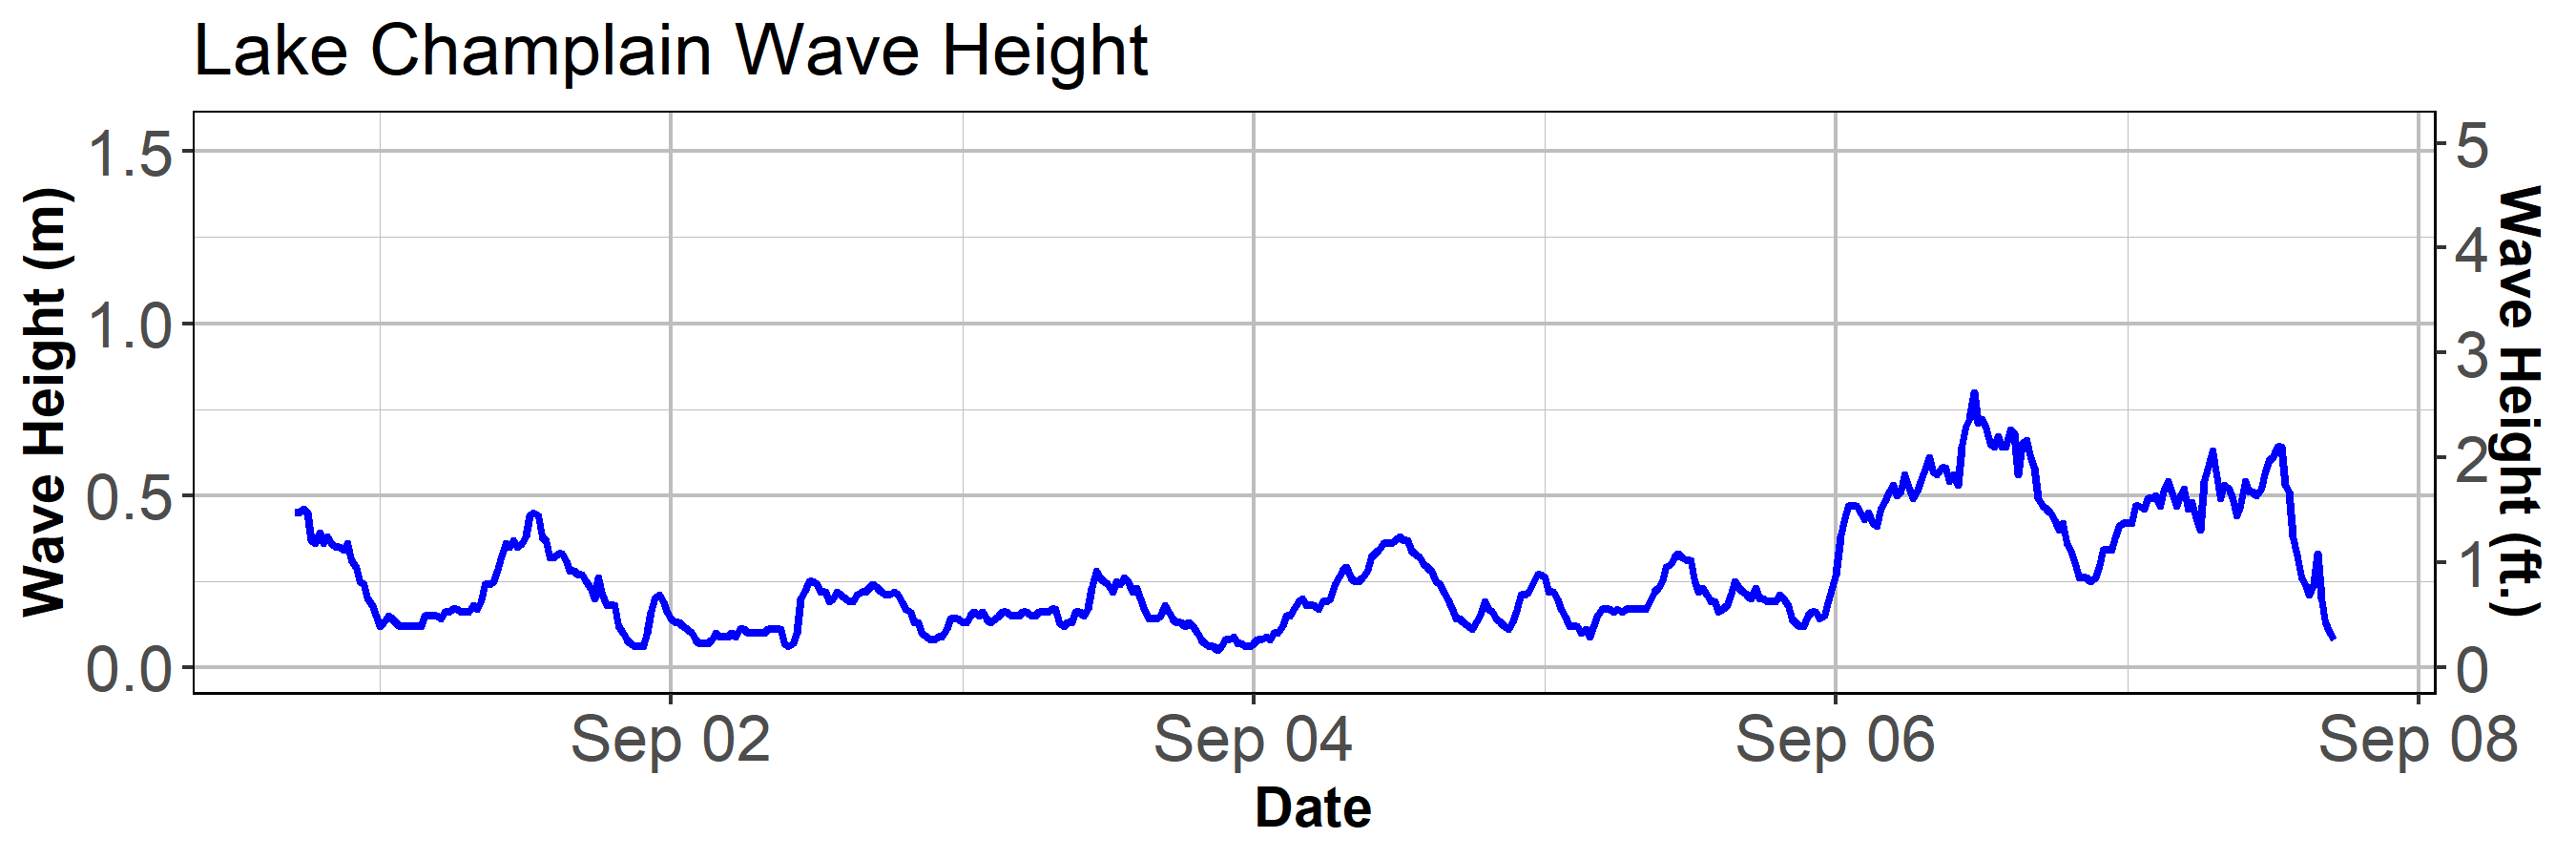 Lake Champlain Wave Height
Wave Height (m)
1.5
1.0
0.5
0.0
5
4
3
2
1
0
Wave Height (ft.)
Sep 02
Sep 04
Sep 06
Sep 08
Date